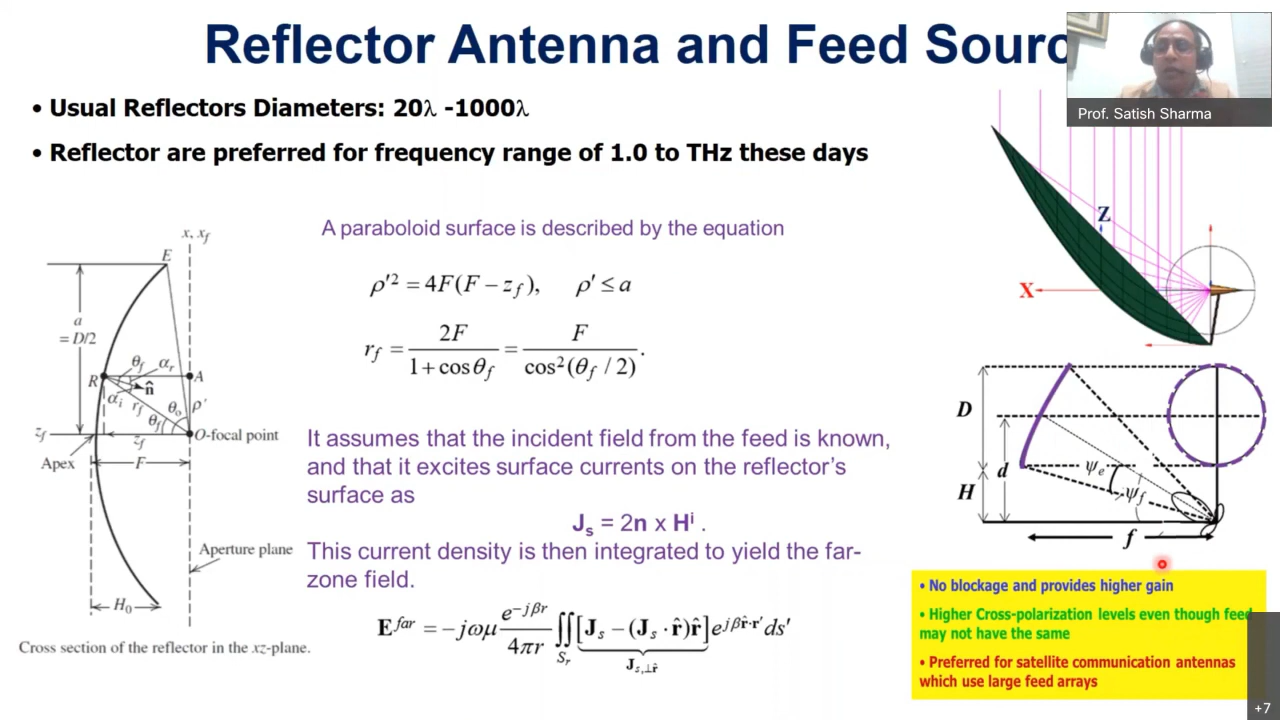 Reflector Antenna and Feed Sourc
Prof. Satish Sharma
• Usual Reflectors Diameters: 20λ -1000λ
• Reflector are preferred for frequency range of 1.0 to THz these days
A paraboloid surface is described by the equation
ρ′² = 4F(F − z_f), ρ′ ≤ a
r_f = 2F / (1 + cos θ_f) = F / cos²(θ_f / 2).
It assumes that the incident field from the feed is known,
and that it excites surface currents on the reflector's
surface as
J_s = 2n x Hⁱ .
This current density is then integrated to yield the far-
zone field.
E^far = −jωμ e^{−jβr} / 4πr ∬_{S_r} [J_s − (J_s · r̂)r̂] e^{jβr̂·r′} ds′
J_{s,⊥r̂}
x, x_f
E
a
= D/2
θ_f
α_r
R
A
n̂
α_i
r_f
θ_o
ρ′
θ_f
z_f
z_f
O-focal point
Apex
F
Aperture plane
H₀
Cross section of the reflector in the xz-plane.
Z
X
D
d
H
ψ_e
ψ_f
f
• No blockage and provides higher gain
• Higher Cross-polarization levels even though feed
may not have the same
• Preferred for satellite communication antennas
which use large feed arrays
+7